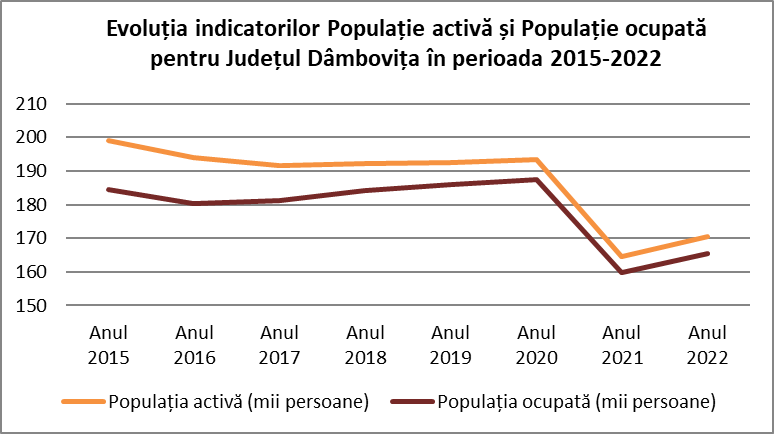 Evoluția indicatorilor Populație activă și Populație ocupată
pentru Județul Dâmbovița în perioada 2015-2022
210
200
190
180
170
160
150
Anul 2015
Anul 2016
Anul 2017
Anul 2018
Anul 2019
Anul 2020
Anul 2021
Anul 2022
Populația activă (mii persoane)
Populația ocupată (mii persoane)